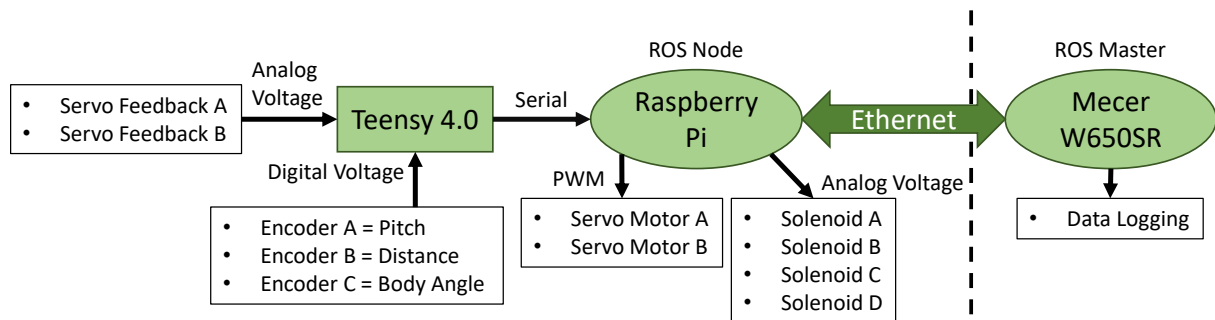 ROS Node
ROS Master
Analog
Voltage
• Servo Feedback A
• Servo Feedback B
Teensy 4.0
Serial
Raspberry
Pi
Ethernet
Mecer
W650SR
Digital Voltage
PWM
Analog Voltage
• Encoder A = Pitch
• Encoder B = Distance
• Encoder C = Body Angle
• Servo Motor A
• Servo Motor B
• Solenoid A
• Solenoid B
• Solenoid C
• Solenoid D
• Data Logging